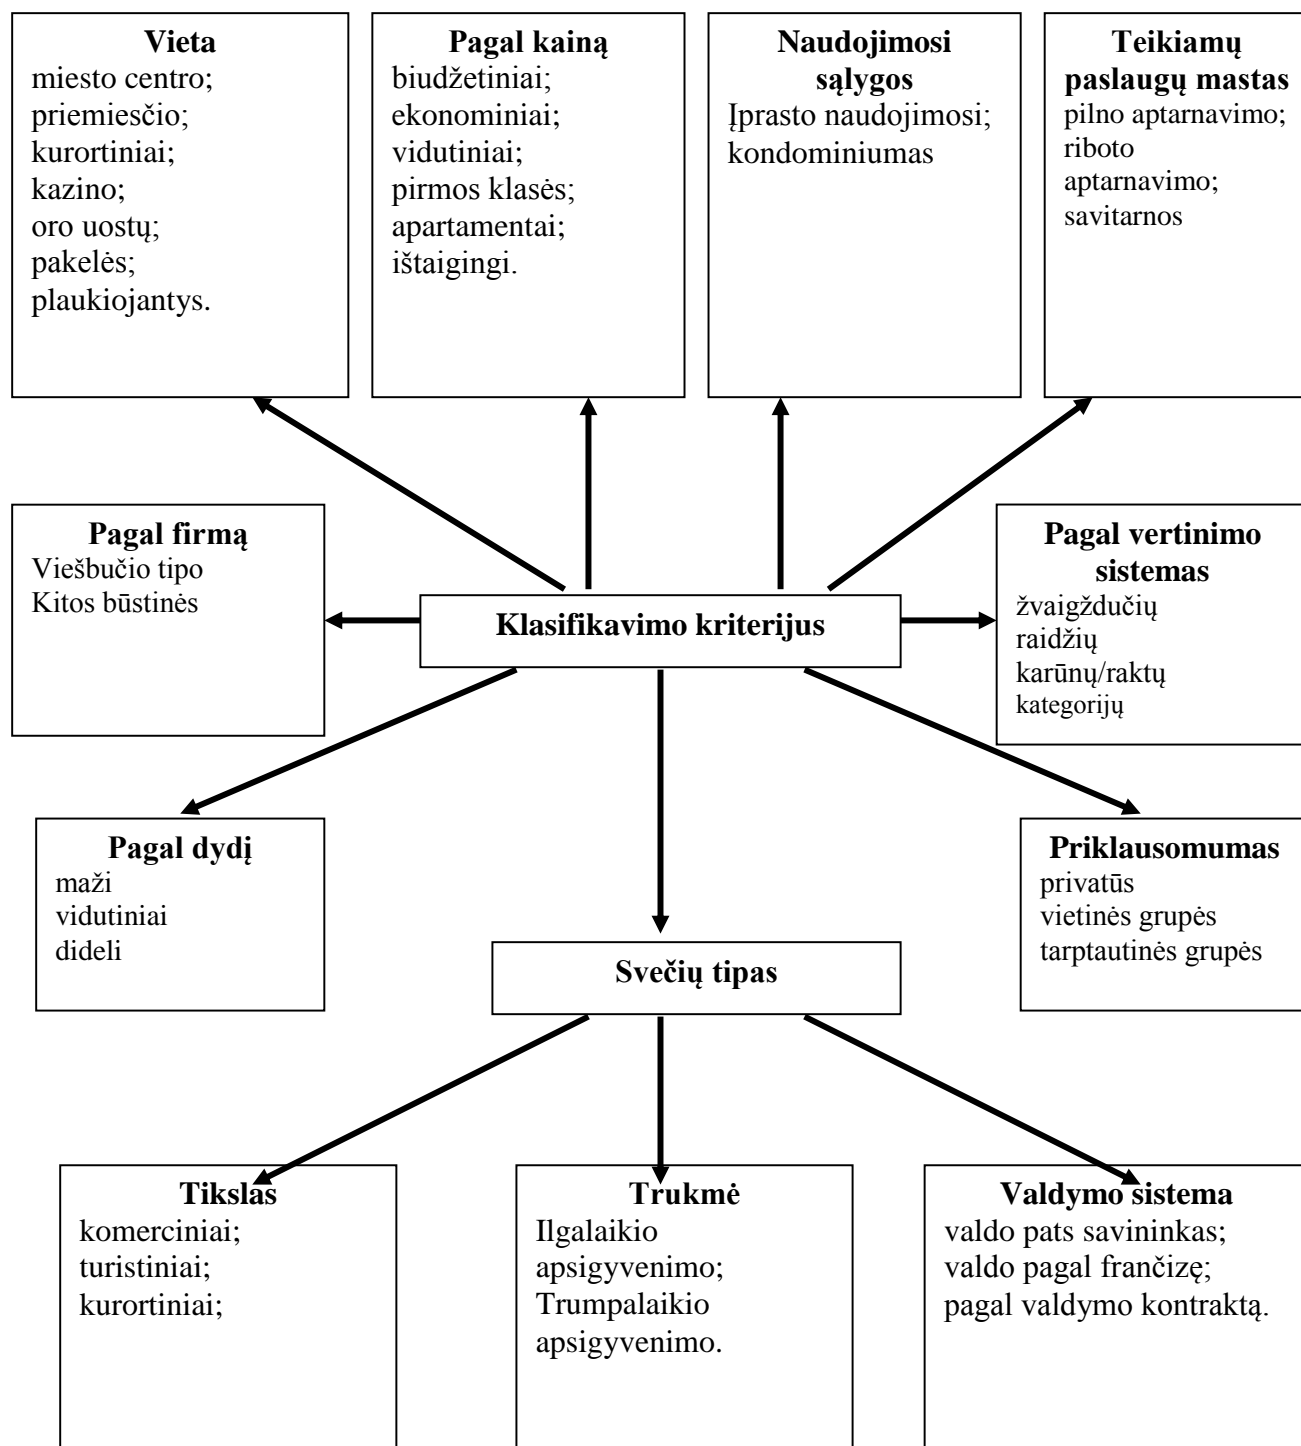 Vieta
miesto centro;
priemiesčio;
kurortiniai;
kazino;
oro uostų;
pakelės;
plaukiojantys.
Pagal kainą
biudžetiniai;
ekonominiai;
vidutiniai;
pirmos klasės;
apartamentai;
ištaigingi.
Naudojimosi
sąlygos
Įprasto naudojimosi;
kondominiumas
Teikiamų
paslaugų mastas
pilno aptarnavimo;
riboto
aptarnavimo;
savitarnos
Pagal firmą
Viešbučio tipo
Kitos būstinės
Klasifikavimo kriterijus
Pagal vertinimo
sistemas
žvaigždučių
raidžių
karūnų/raktų
kategorijų
Pagal dydį
maži
vidutiniai
dideli
Priklausomumas
privatūs
vietinės grupės
tarptautinės grupės
Svečių tipas
Tikslas
komerciniai;
turistiniai;
kurortiniai;
Trukmė
Ilgalaikio
apsigyvenimo;
Trumpalaikio
apsigyvenimo.
Valdymo sistema
valdo pats savininkas;
valdo pagal frančizę;
pagal valdymo kontraktą.